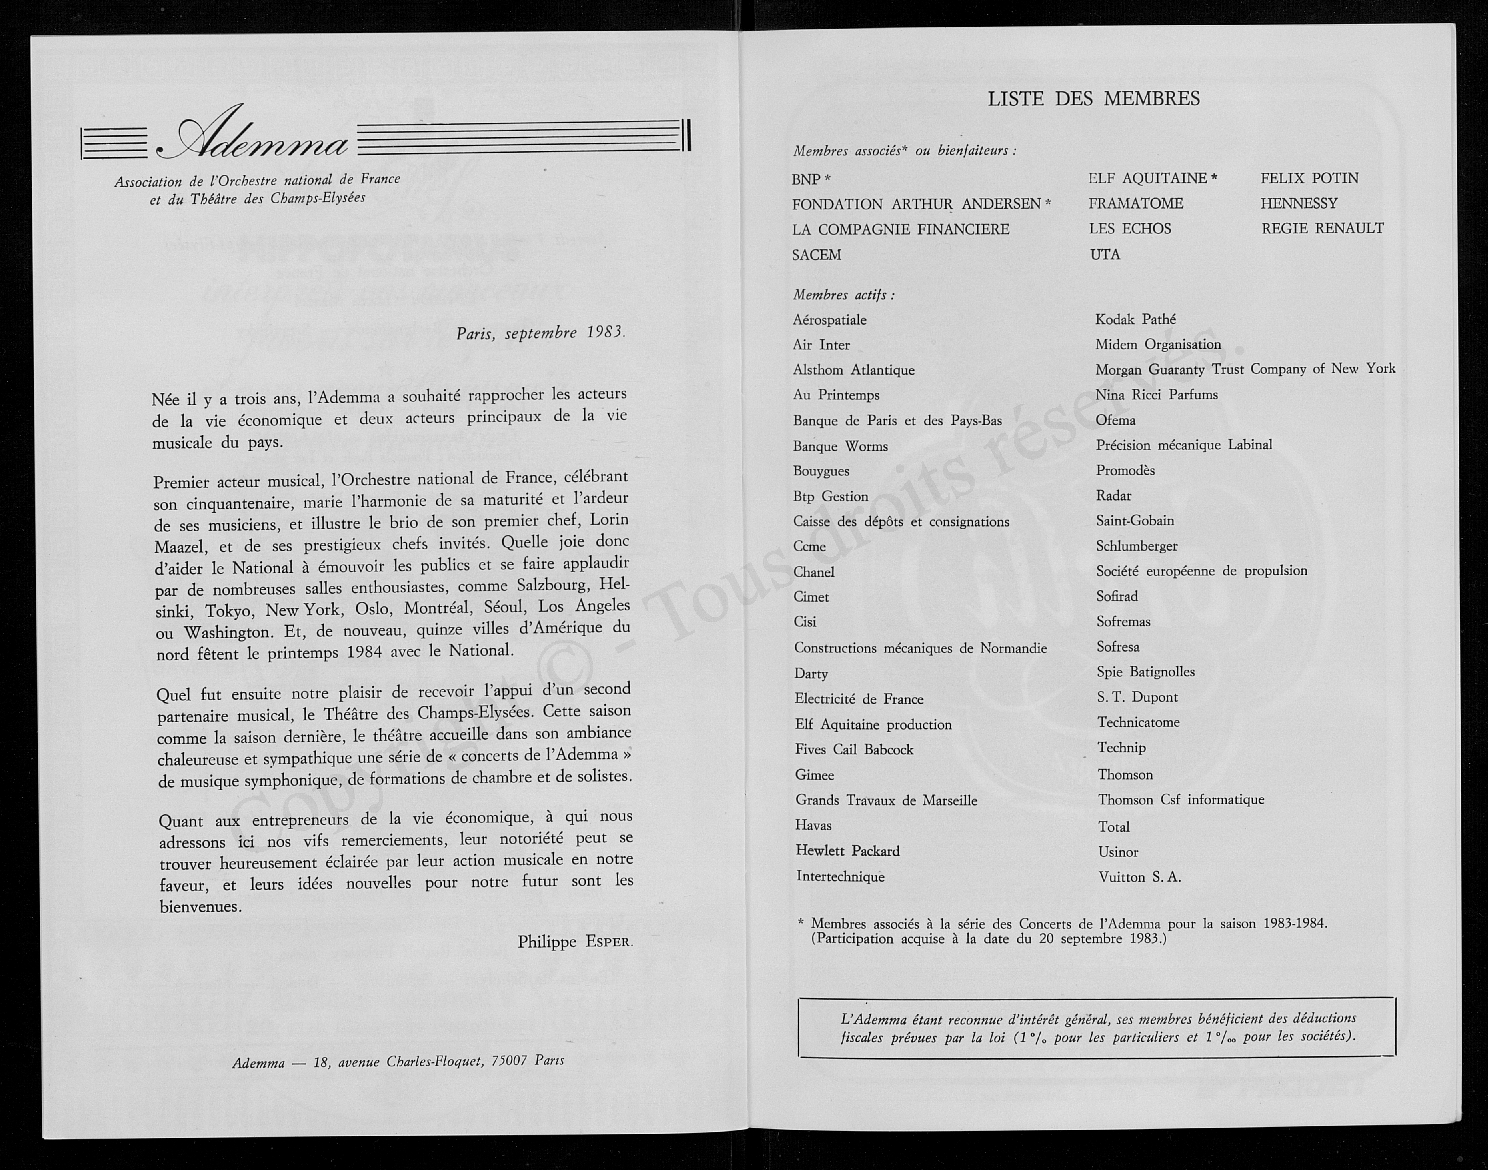 Ademma
Association de l'Orchestre national de France
et du Théâtre des Champs-Elysées
Paris, septembre 1983.
Née il y a trois ans, l'Ademma a souhaité rapprocher les acteurs
de la vie économique et deux acteurs principaux de la vie
musicale du pays.
Premier acteur musical, l'Orchestre national de France, célébrant
son cinquantenaire, marie l'harmonie de sa maturité et l'ardeur
de ses musiciens, et illustre le brio de son premier chef, Lorin
Maazel, et de ses prestigieux chefs invités. Quelle joie donc
d'aider le National à émouvoir les publics et se faire applaudir
par de nombreuses salles enthousiastes, comme Salzbourg, Hel-
sinki, Tokyo, New York, Oslo, Montréal, Séoul, Los Angeles
ou Washington. Et, de nouveau, quinze villes d'Amérique du
nord fêtent le printemps 1984 avec le National.
Quel fut ensuite notre plaisir de recevoir l'appui d'un second
partenaire musical, le Théâtre des Champs-Elysées. Cette saison
comme la saison dernière, le théâtre accueille dans son ambiance
chaleureuse et sympathique une série de « concerts de l'Ademma »
de musique symphonique, de formations de chambre et de solistes.
Quant aux entrepreneurs de la vie économique, à qui nous
adressons ici nos vifs remerciements, leur notoriété peut se
trouver heureusement éclairée par leur action musicale en notre
faveur, et leurs idées nouvelles pour notre futur sont les
bienvenues.
Philippe ESPER.
Ademma — 18, avenue Charles-Floquet, 75007 Paris
LISTE DES MEMBRES
Membres associés* ou bienfaiteurs :
BNP *
FONDATION ARTHUR ANDERSEN *
LA COMPAGNIE FINANCIERE
SACEM
ELF AQUITAINE *
FRAMATOME
LES ECHOS
UTA
FELIX POTIN
HENNESSY
REGIE RENAULT
Membres actifs :
Aérospatiale
Air Inter
Alsthom Atlantique
Au Printemps
Banque de Paris et des Pays-Bas
Banque Worms
Bouygues
Btp Gestion
Caisse des dépôts et consignations
Ccme
Chanel
Cimet
Cisi
Constructions mécaniques de Normandie
Darty
Electricité de France
Elf Aquitaine production
Fives Cail Babcock
Gimee
Grands Travaux de Marseille
Havas
Hewlett Packard
Intertechnique
Kodak Pathé
Midem Organisation
Morgan Guaranty Trust Company of New York
Nina Ricci Parfums
Ofema
Précision mécanique Labinal
Promodès
Radar
Saint-Gobain
Schlumberger
Société européenne de propulsion
Sofirad
Sofremas
Sofresa
Spie Batignolles
S. T. Dupont
Technicatome
Technip
Thomson
Thomson Csf informatique
Total
Usinor
Vuitton S. A.
* Membres associés à la série des Concerts de l'Ademma pour la saison 1983-1984.
(Participation acquise à la date du 20 septembre 1983.)
L'Ademma étant reconnue d'intérêt général, ses membres bénéficient des déductions
fiscales prévues par la loi (1 % pour les particuliers et 1 ‰ pour les sociétés).
Copyright © - Tous droits réservés.